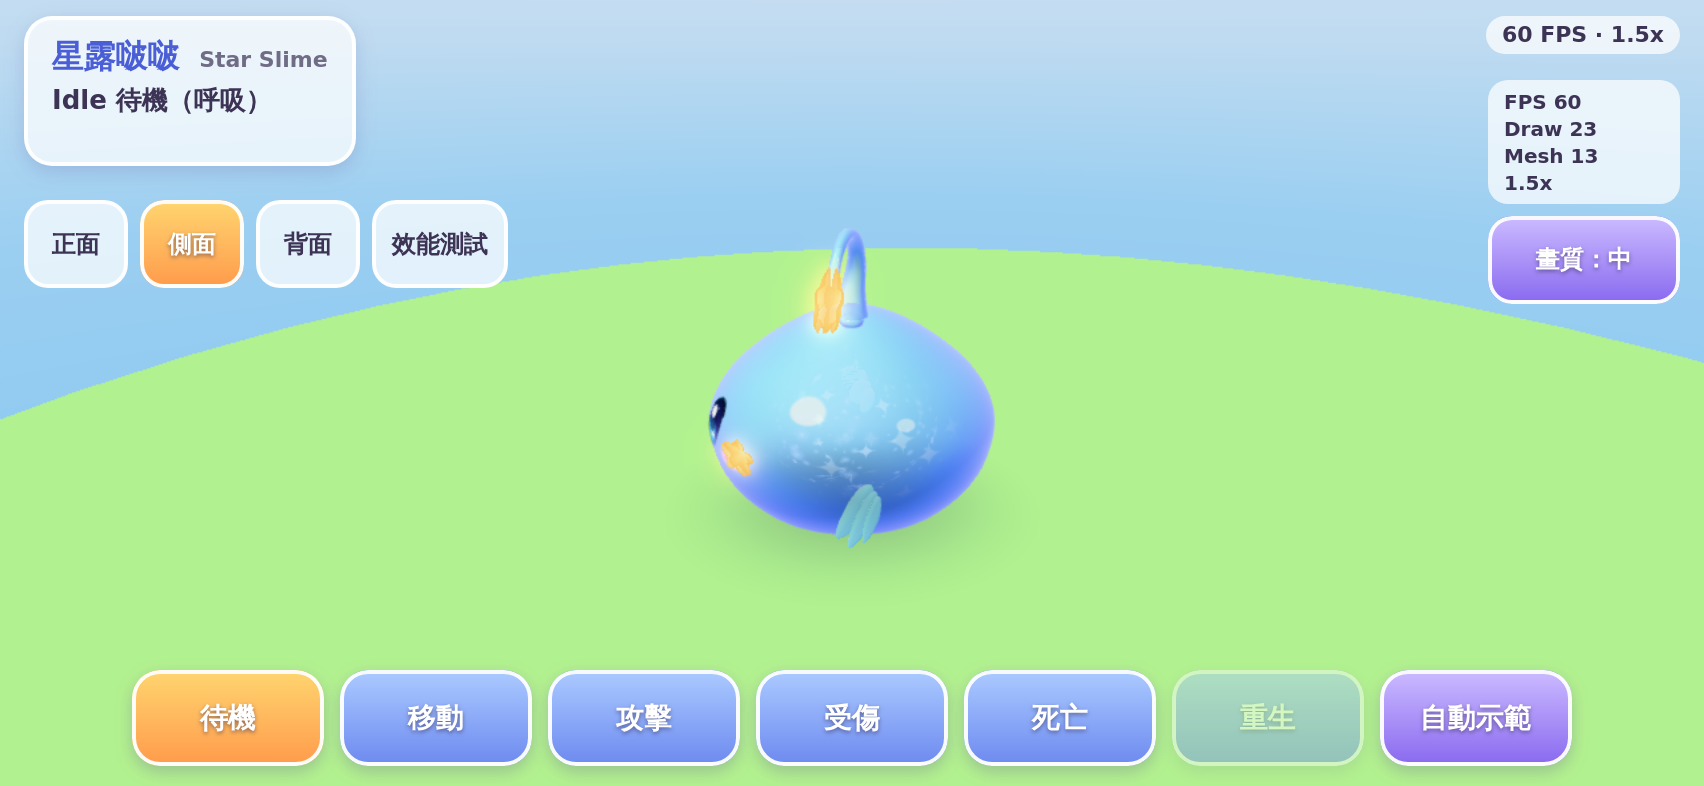 星露啵啵 Star Slime
Idle 待機（呼吸）
60 FPS · 1.5x
FPS 60
Draw 23
Mesh 13
1.5x
正面 側面 背面 效能測試
畫質：中
待機 移動 攻擊 受傷 死亡 重生 自動示範